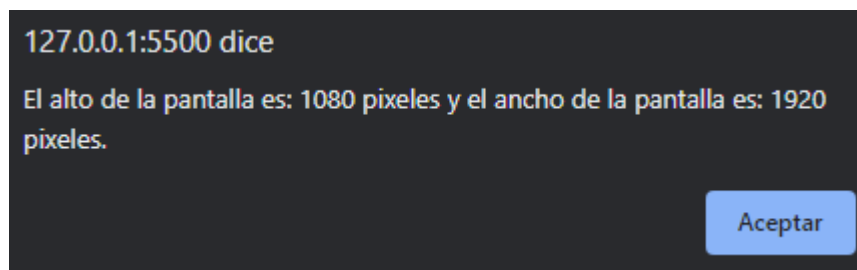 127.0.0.1:5500 dice
El alto de la pantalla es: 1080 pixeles y el ancho de la pantalla es: 1920
pixeles.
Aceptar